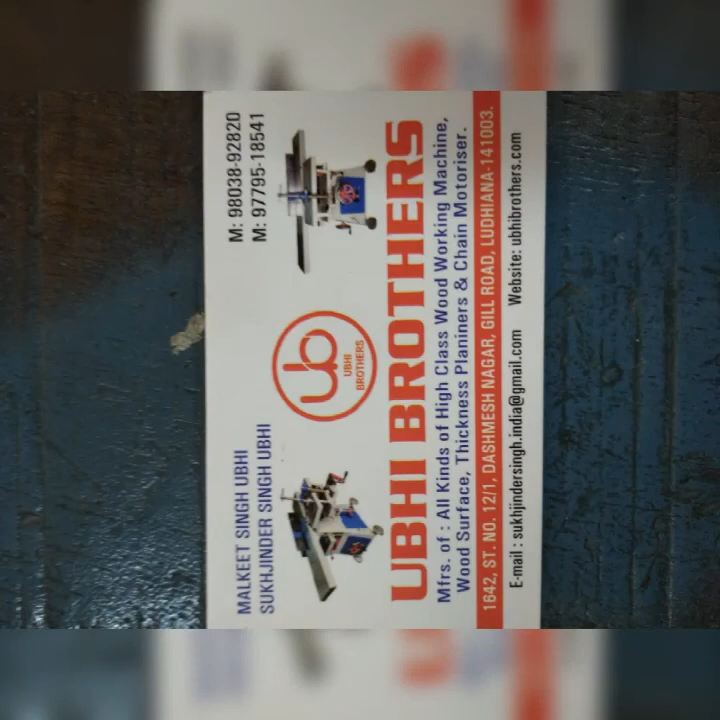 MALKEET SINGH UBHI
SUKHJINDER SINGH UBHI
M: 98038-92820
M: 97795-18541
ub
UBHI
BROTHERS
UBHI BROTHERS
Mfrs. of : All Kinds of High Class Wood Working Machine,
Wood Surface, Thickness Planiners & Chain Motoriser.
1642, ST. NO. 12/1, DASHMESH NAGAR, GILL ROAD, LUDHIANA-141003.
E-mail : sukhjindersingh.india@gmail.com Website: ubhibrothers.com